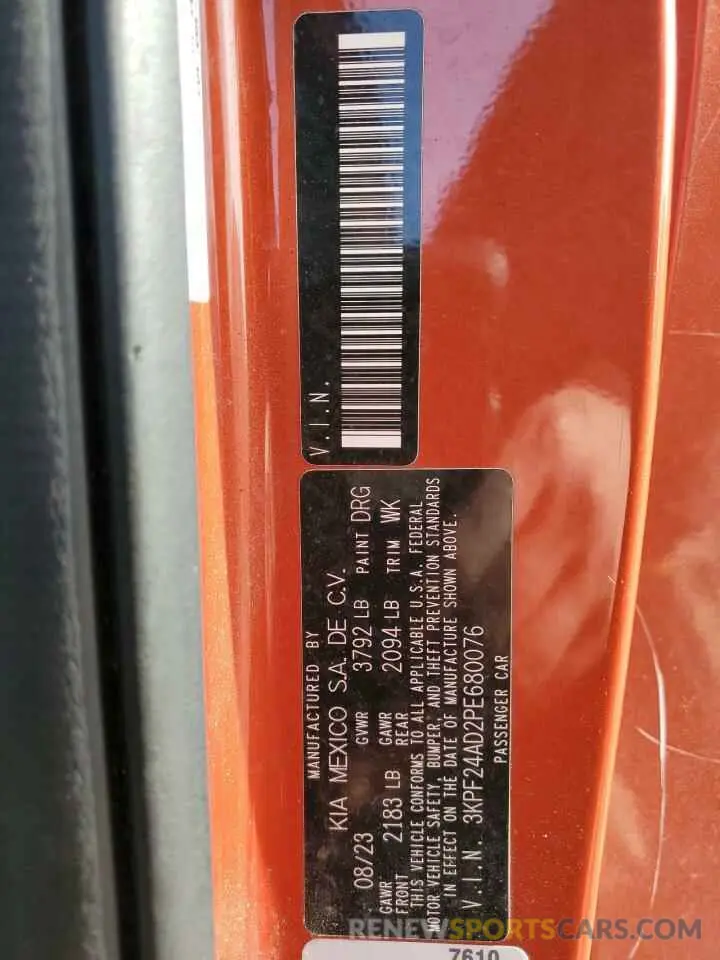 V.I.N.
MANUFACTURED BY
KIA MEXICO S.A. DE C.V.
08/23 GVWR 3792 LB PAINT DRG
GAWR FRONT 2183 LB GAWR REAR 2094 LB TRIM WK
THIS VEHICLE CONFORMS TO ALL APPLICABLE U.S.A. FEDERAL
MOTOR VEHICLE SAFETY, BUMPER, AND THEFT PREVENTION STANDARDS
IN EFFECT ON THE DATE OF MANUFACTURE SHOWN ABOVE.
V.I.N. 3KPF24AD2PE680076
PASSENGER CAR
7610
RENEWSPORTSCARS.COM